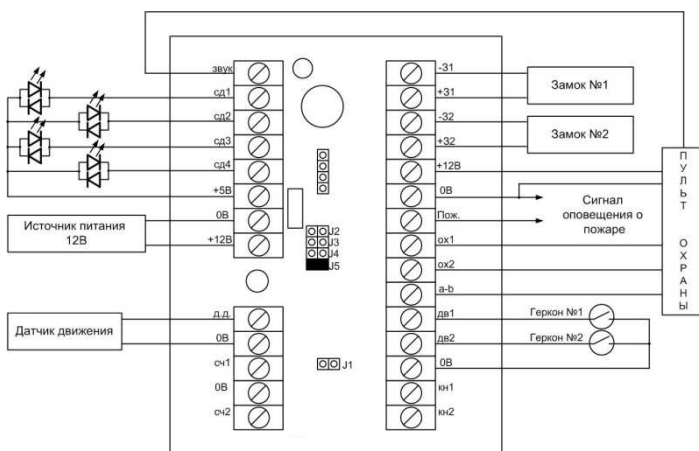 звук
сд1
сд2
сд3
сд4
+5В
0В
+12В
Источник питания
12В
д.д.
0В
сч1
0В
сч2
Датчик движения
J2
J3
J4
J5
J1
-З1
+З1
-З2
+З2
+12В
0В
Пож.
ох1
ох2
a-b
дв1
дв2
0В
кн1
кн2
Замок №1
Замок №2
Сигнал
оповещения о
пожаре
Геркон №1
Геркон №2
ПУЛЬТ ОХРАНЫ